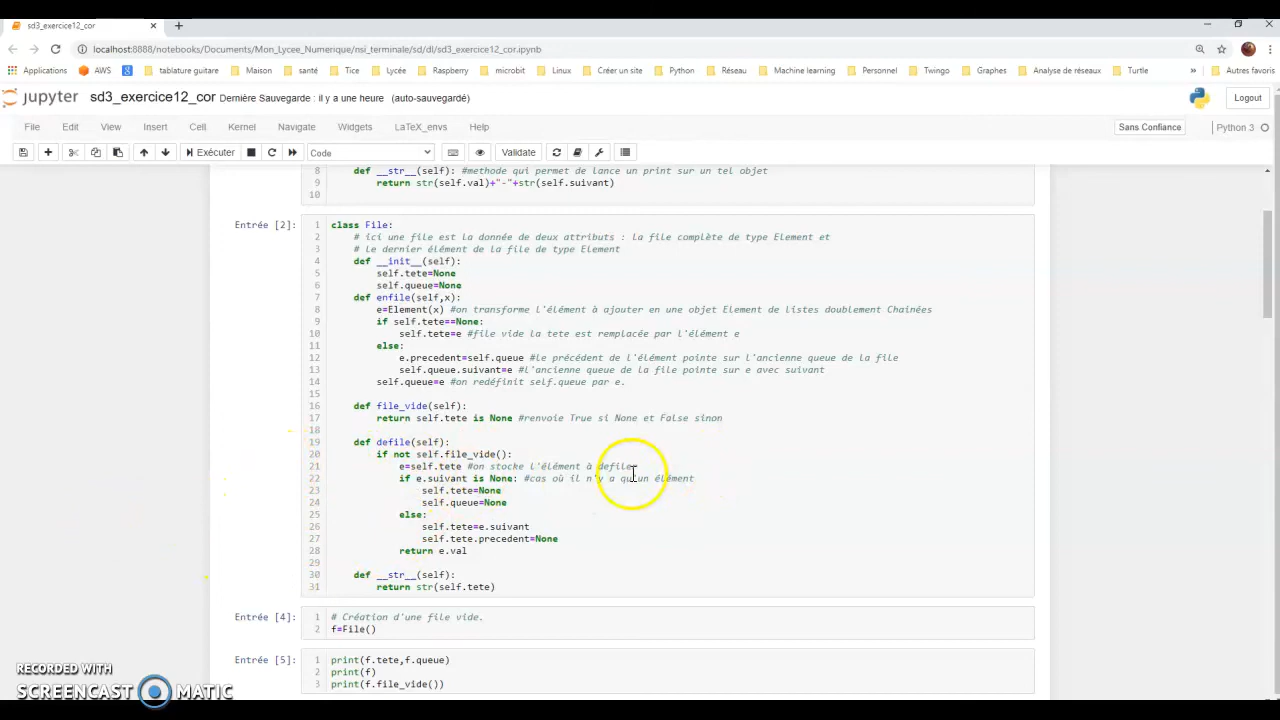 sd3_exercice12_cor
localhost:8888/notebooks/Documents/Mon_Lycee_Numerique/nsi_terminale/sd/dl/sd3_exercice12_cor.ipynb
Applications AWS tablature guitare Maison santé Tice Lycée Raspberry microbit Linux Créer un site Python Réseau Machine learning Personnel Twingo Graphes Analyse de réseaux Turtle » Autres favoris
jupyter sd3_exercice12_cor Dernière Sauvegarde : il y a une heure (auto-sauvegardé) Logout
File Edit View Insert Cell Kernel Navigate Widgets LaTeX_envs Help Sans Confiance Python 3
Exécuter Code Validate
8 def __str__(self): #methode qui permet de lance un print sur un tel objet
9 return str(self.val)+"-"+str(self.suivant)
10
Entrée [2]: 1 class File:
2 # ici une file est la donnée de deux attributs : la file complète de type Element et
3 # le dernier élément de la file de type Element
4 def __init__(self):
5 self.tete=None
6 self.queue=None
7 def enfile(self,x):
8 e=Element(x) #on transforme l'élément à ajouter en une objet Element de listes doublement Chainées
9 if self.tete==None:
10 self.tete=e #file vide la tete est remplacée par l'élément e
11 else:
12 e.precedent=self.queue #le précédent de l'élément pointe sur l'ancienne queue de la file
13 self.queue.suivant=e #l'ancienne queue de la file pointe sur e avec suivant
14 self.queue=e #on redéfinit self.queue par e.
15
16 def file_vide(self):
17 return self.tete is None #renvoie True si None et False sinon
18
19 def defile(self):
20 if not self.file_vide():
21 e=self.tete #on stocke l'élément à defiler
22 if e.suivant is None: #cas où il n'y a qu'un élément
23 self.tete=None
24 self.queue=None
25 else:
26 self.tete=e.suivant
27 self.tete.precedent=None
28 return e.val
29
30 def __str__(self):
31 return str(self.tete)
Entrée [4]: 1 # Création d'une file vide.
2 f=File()
Entrée [5]: 1 print(f.tete,f.queue)
2 print(f)
3 print(f.file_vide())
RECORDED WITH
SCREENCAST MATIC